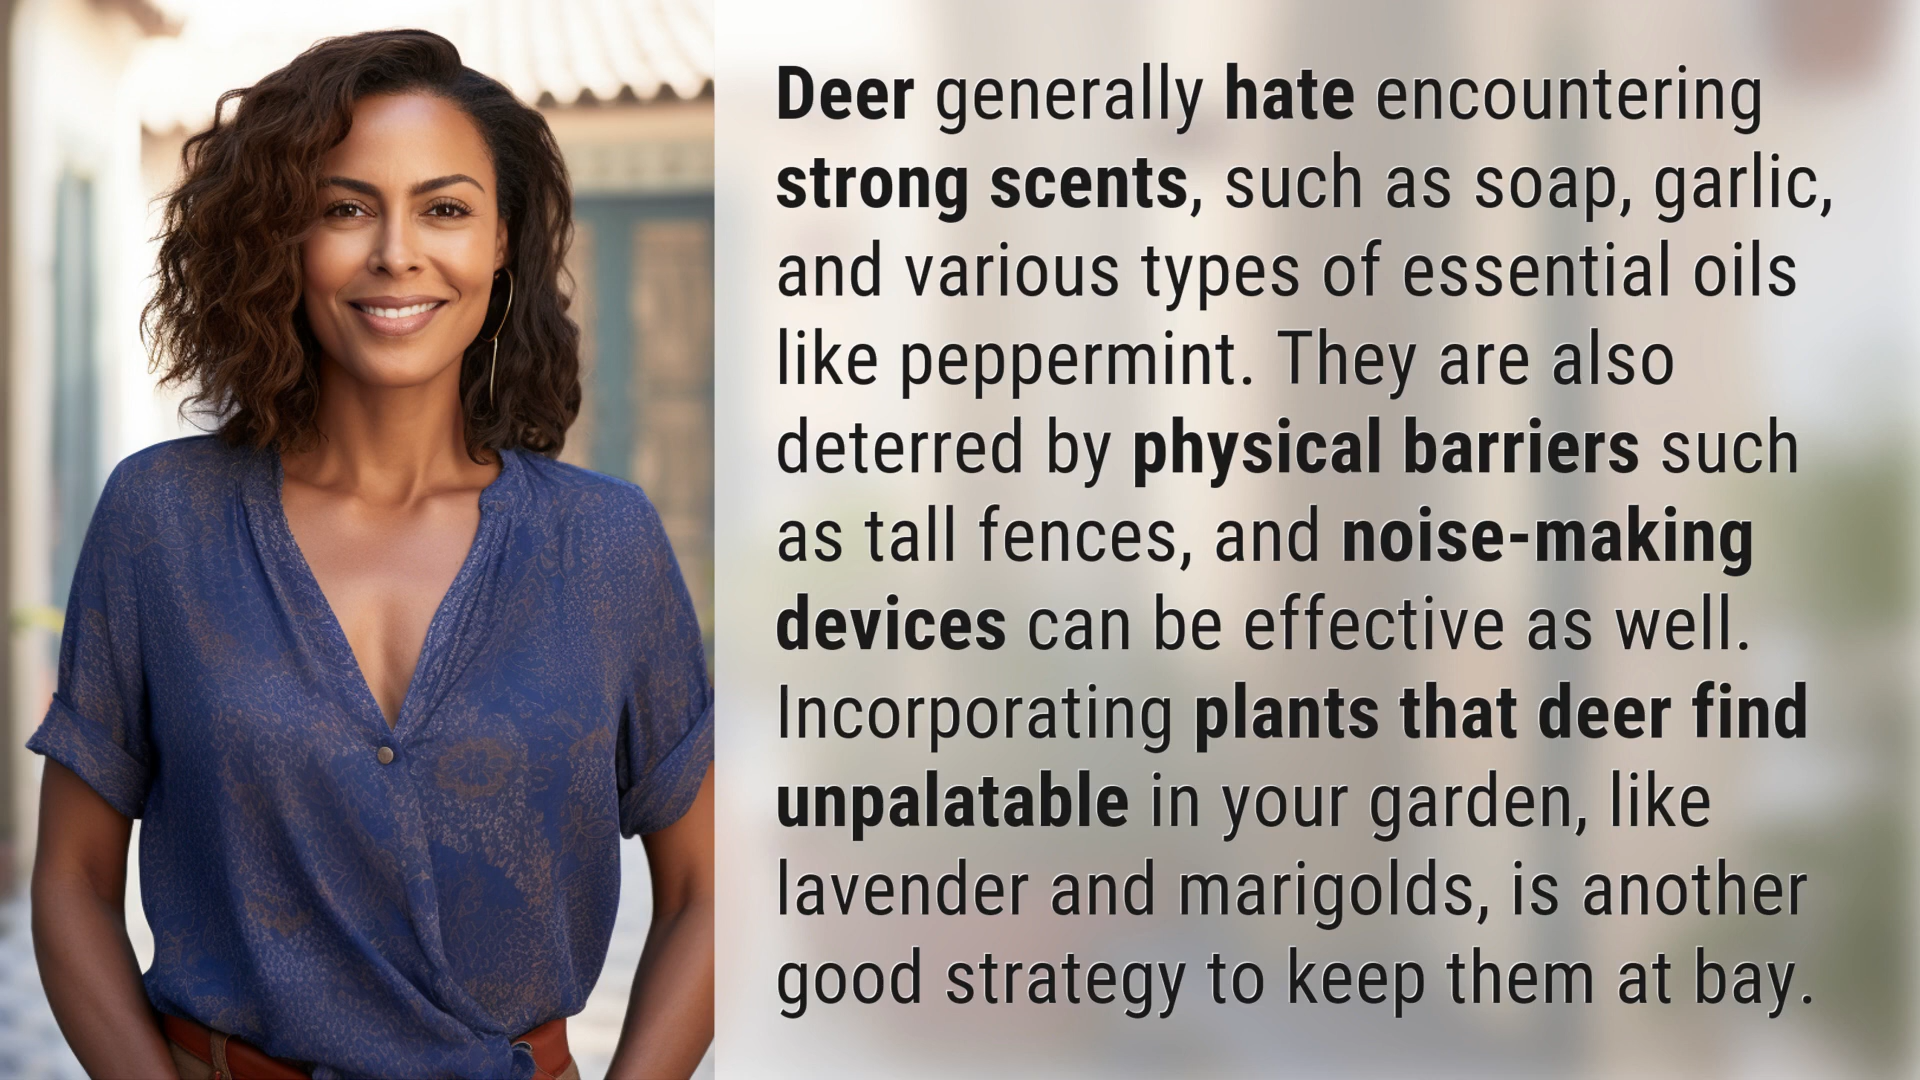 Deer generally hate encountering
strong scents, such as soap, garlic,
and various types of essential oils
like peppermint. They are also
deterred by physical barriers such
as tall fences, and noise-making
devices can be effective as well.
Incorporating plants that deer find
unpalatable in your garden, like
lavender and marigolds, is another
good strategy to keep them at bay.